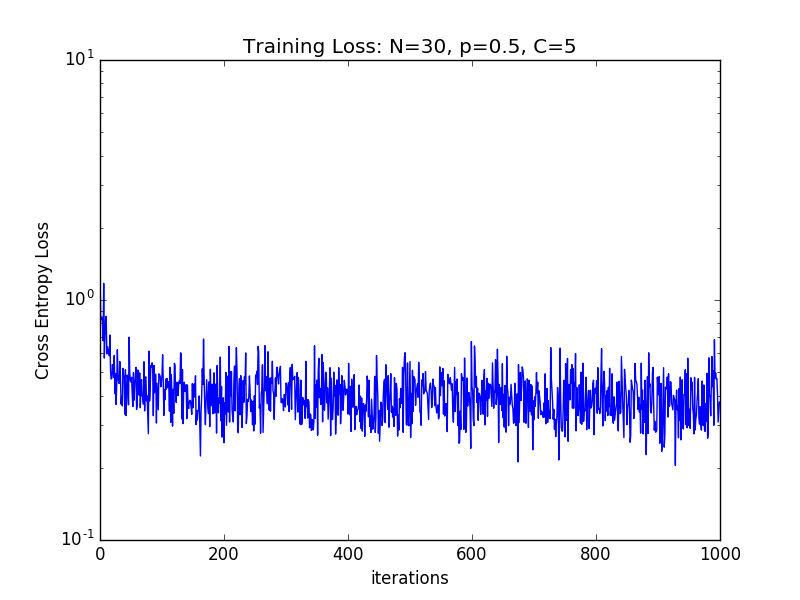 Training Loss: N=30, p=0.5, C=5
10^1
10^0
10^-1
Cross Entropy Loss
0 200 400 600 800 1000
iterations